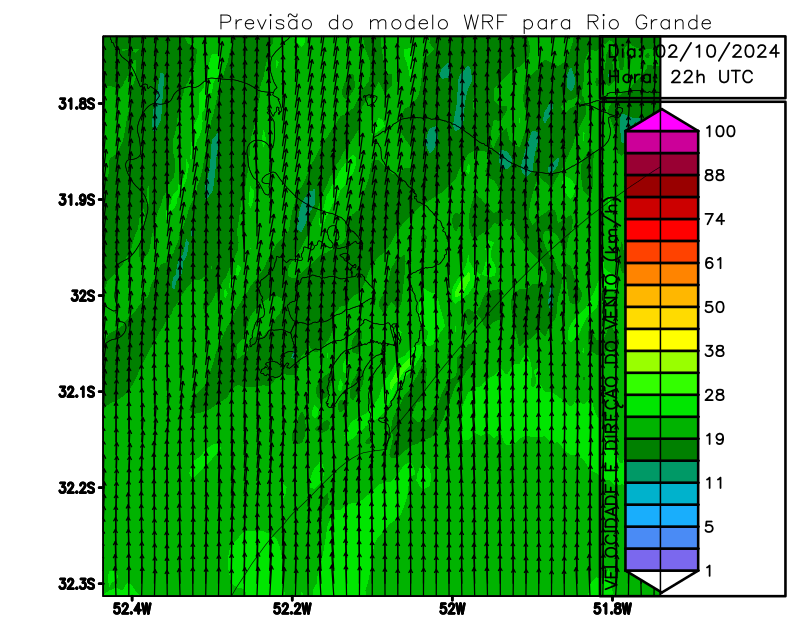 Previsão do modelo WRF para Rio Grande
Dia: 02/10/2024
Hora: 22h UTC
31.8S
31.9S
32S
32.1S
32.2S
32.3S
52.4W
52.2W
52W
51.8W
VELOCIDADE E DIREÇÃO DO VENTO (km/h)
100
88
74
61
50
38
28
19
11
5
1